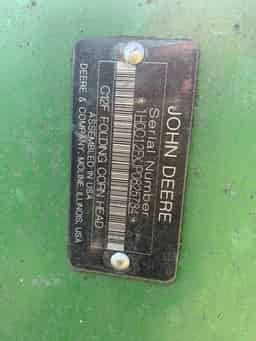 JOHN DEERE
Serial Number
C12F FOLDING CORN HEAD
ASSEMBLED IN USA
DEERE & COMPANY, MOLINE, ILLINOIS, USA